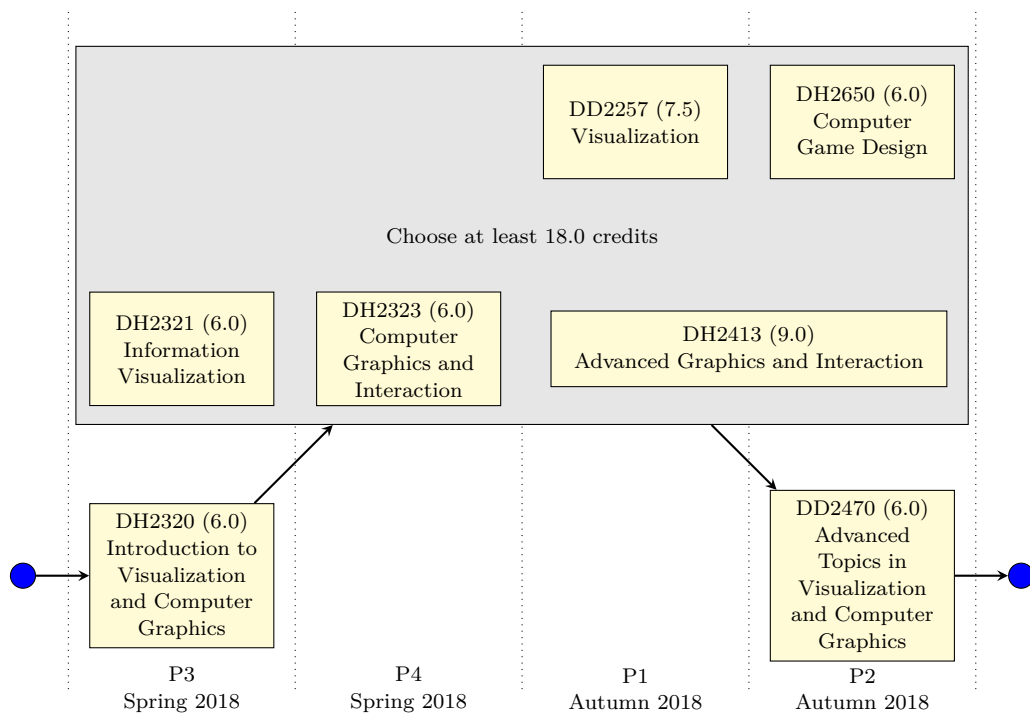 DD2257 (7.5)
Visualization
DH2650 (6.0)
Computer
Game Design
Choose at least 18.0 credits
DH2321 (6.0)
Information
Visualization
DH2323 (6.0)
Computer
Graphics and
Interaction
DH2413 (9.0)
Advanced Graphics and Interaction
DH2320 (6.0)
Introduction to
Visualization
and Computer
Graphics
DD2470 (6.0)
Advanced
Topics in
Visualization
and Computer
Graphics
P3
Spring 2018
P4
Spring 2018
P1
Autumn 2018
P2
Autumn 2018